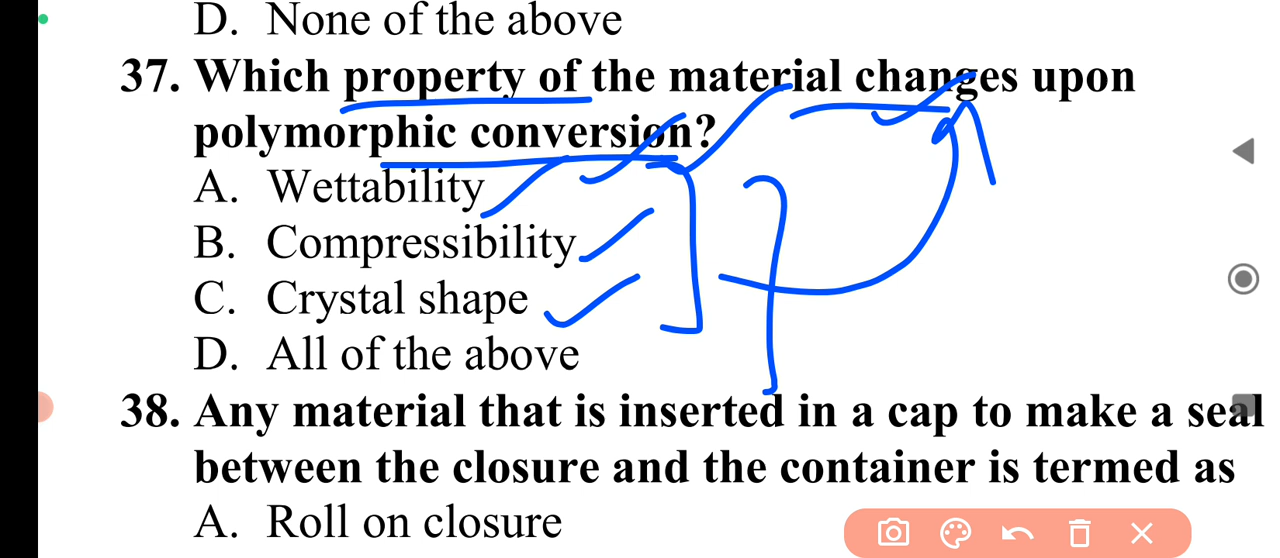 D. None of the above
37. Which property of the material changes upon
polymorphic conversion?
A. Wettability
B. Compressibility
C. Crystal shape
D. All of the above
38. Any material that is inserted in a cap to make a seal
between the closure and the container is termed as
A. Roll on closure